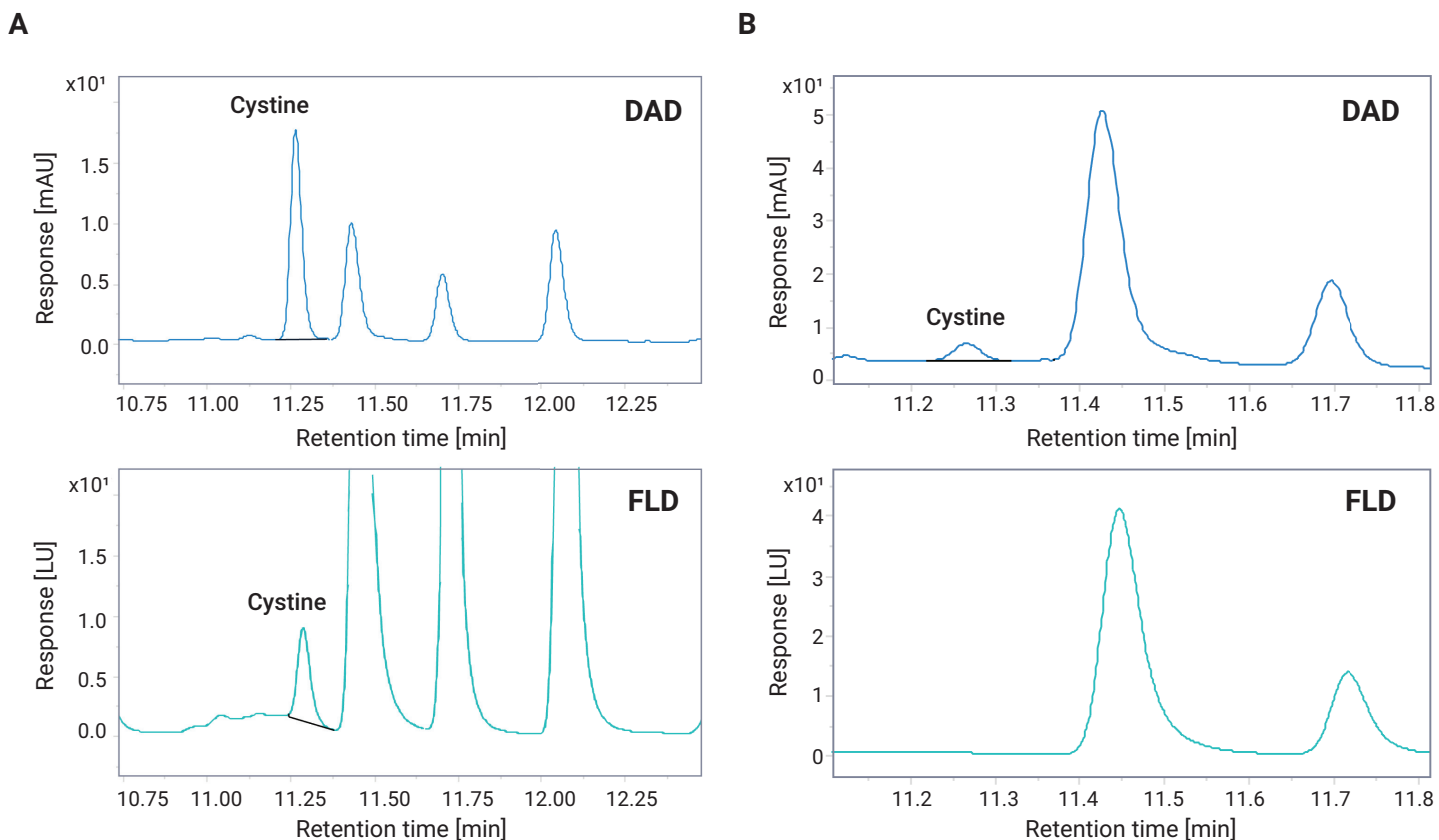 A
x10¹
Cystine
DAD
Response [mAU]
1.5
1.0
0.5
0.0
10.75 11.00 11.25 11.50 11.75 12.00 12.25
Retention time [min]
x10¹
FLD
Response [LU]
1.5
Cystine
1.0
0.5
0.0
10.75 11.00 11.25 11.50 11.75 12.00 12.25
Retention time [min]
B
x10¹
DAD
Response [mAU]
5
4
3
2
Cystine
1
0
11.2 11.3 11.4 11.5 11.6 11.7 11.8
Retention time [min]
x10¹
FLD
Response [LU]
4
3
2
1
0
11.2 11.3 11.4 11.5 11.6 11.7 11.8
Retention time [min]